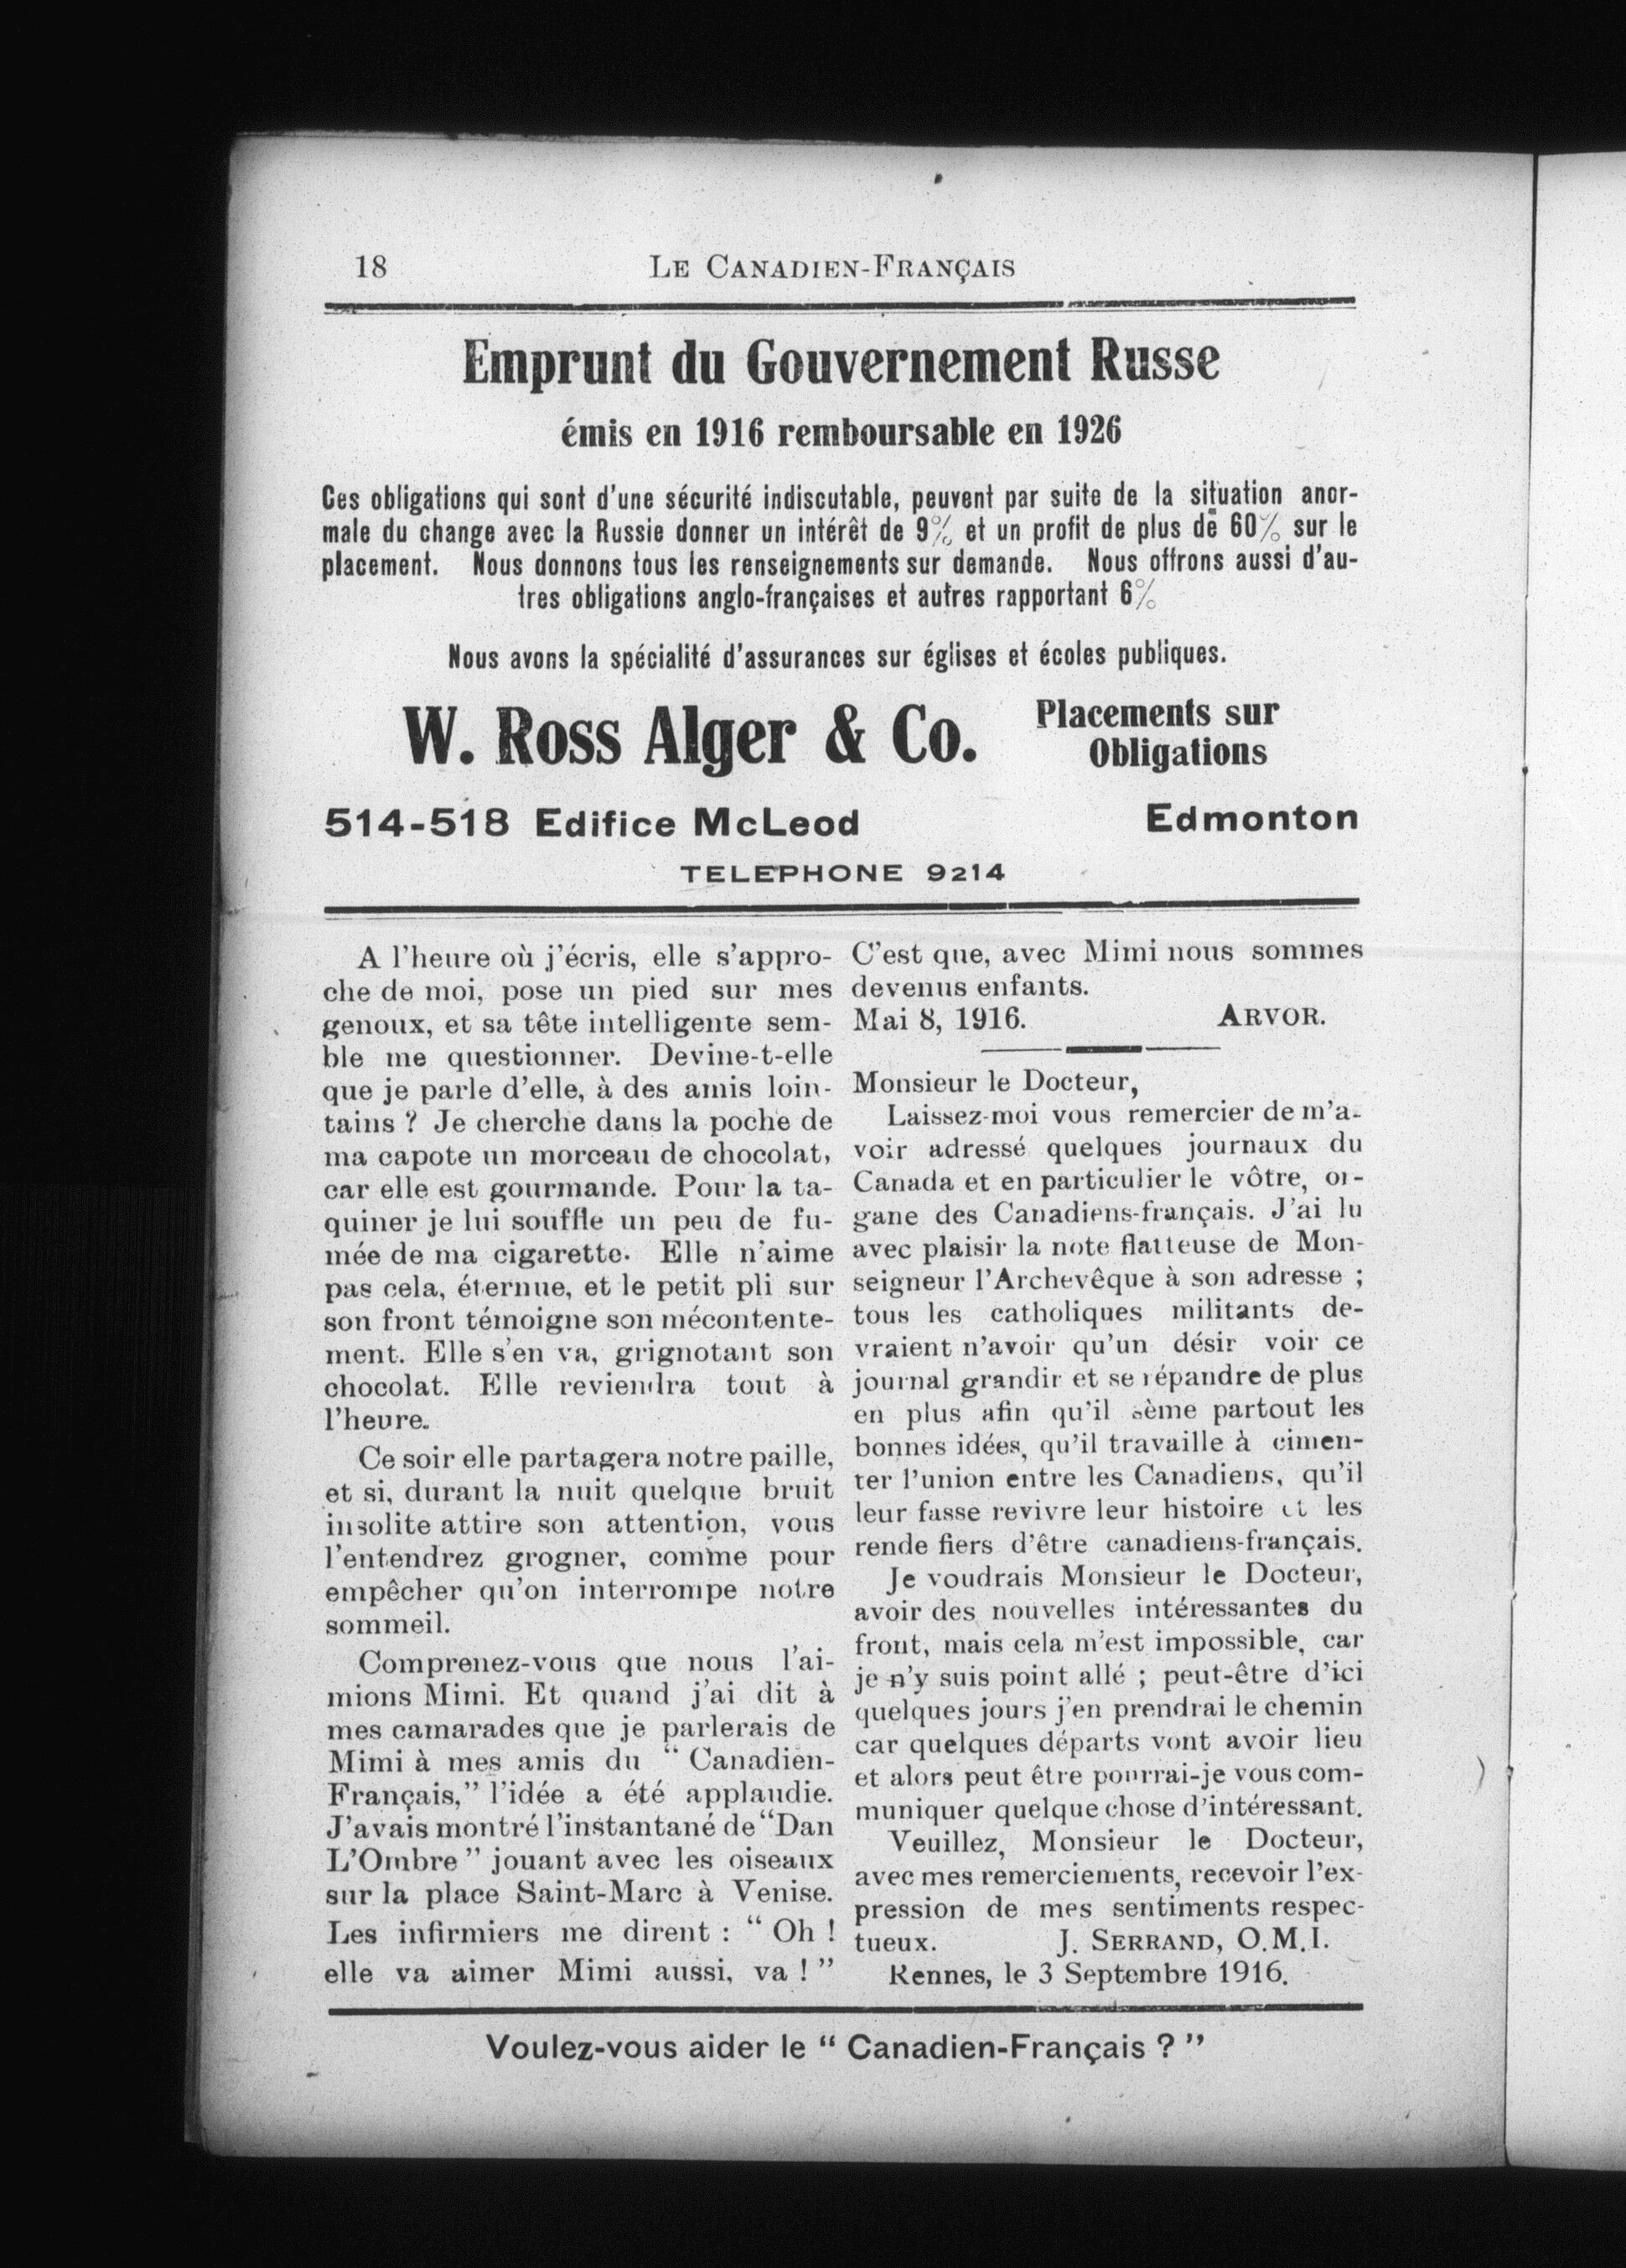 18
LE CANADIEN-FRANÇAIS
Emprunt du Gouvernement Russe
émis en 1916 remboursable en 1926
Ces obligations qui sont d'une sécurité indiscutable, peuvent par suite de la situation anor-
male du change avec la Russie donner un intérêt de 9% et un profit de plus de 60% sur le
placement. Nous donnons tous les renseignements sur demande. Nous offrons aussi d'au-
tres obligations anglo-françaises et autres rapportant 6%
Nous avons la spécialité d'assurances sur églises et écoles publiques.
W. Ross Alger & Co.
Placements sur
Obligations
514-518 Edifice McLeod
Edmonton
TELEPHONE 9214
A l'heure où j'écris, elle s'appro-
che de moi, pose un pied sur mes
genoux, et sa tête intelligente sem-
ble me questionner. Devine-t-elle
que je parle d'elle, à des amis loin-
tains ? Je cherche dans la poche de
ma capote un morceau de chocolat,
car elle est gourmande. Pour la ta-
quiner je lui souffle un peu de fu-
mée de ma cigarette. Elle n'aime
pas cela, éternue, et le petit pli sur
son front témoigne son mécontente-
ment. Elle s'en va, grignotant son
chocolat. Elle reviendra tout à
l'heure.
Ce soir elle partagera notre paille,
et si, durant la nuit quelque bruit
insolite attire son attention, vous
l'entendrez grogner, comme pour
empêcher qu'on interrompe notre
sommeil.
Comprenez-vous que nous l'ai-
mions Mimi. Et quand j'ai dit à
mes camarades que je parlerais de
Mimi à mes amis du " Canadien-
Français," l'idée a été applaudie.
J'avais montré l'instantané de "Dan
L'Ombre " jouant avec les oiseaux
sur la place Saint-Marc à Venise.
Les infirmiers me dirent : " Oh !
elle va aimer Mimi aussi, va ! "
C'est que, avec Mimi nous sommes
devenus enfants.
Mai 8, 1916. ARVOR.
Monsieur le Docteur,
Laissez-moi vous remercier de m'a-
voir adressé quelques journaux du
Canada et en particulier le vôtre, or-
gane des Canadiens-français. J'ai lu
avec plaisir la note flatteuse de Mon-
seigneur l'Archevêque à son adresse ;
tous les catholiques militants de-
vraient n'avoir qu'un désir voir ce
journal grandir et se répandre de plus
en plus afin qu'il sème partout les
bonnes idées, qu'il travaille à cimen-
ter l'union entre les Canadiens, qu'il
leur fasse revivre leur histoire et les
rende fiers d'être canadiens-français.
Je voudrais Monsieur le Docteur,
avoir des nouvelles intéressantes du
front, mais cela m'est impossible, car
je n'y suis point allé ; peut-être d'ici
quelques jours j'en prendrai le chemin
car quelques départs vont avoir lieu
et alors peut être pourrai-je vous com-
muniquer quelque chose d'intéressant.
Veuillez, Monsieur le Docteur,
avec mes remerciements, recevoir l'ex-
pression de mes sentiments respec-
tueux. J. SERRAND, O.M.I.
Rennes, le 3 Septembre 1916.
Voulez-vous aider le " Canadien-Français ? "